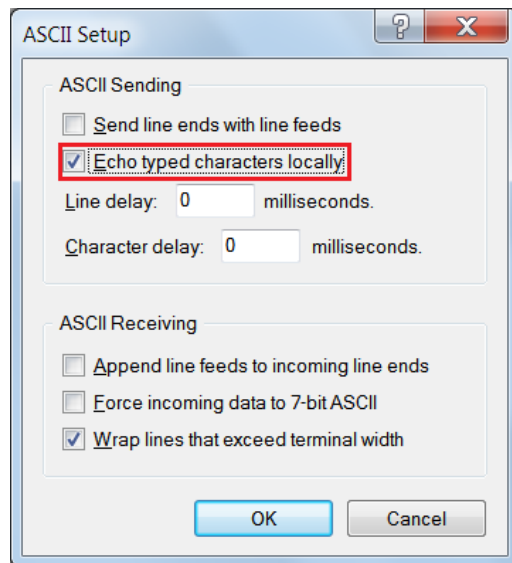 ASCII Setup
?
X
ASCII Sending
Send line ends with line feeds
Echo typed characters locally
Line delay: 0 milliseconds.
Character delay: 0 milliseconds.
ASCII Receiving
Append line feeds to incoming line ends
Force incoming data to 7-bit ASCII
Wrap lines that exceed terminal width
OK Cancel